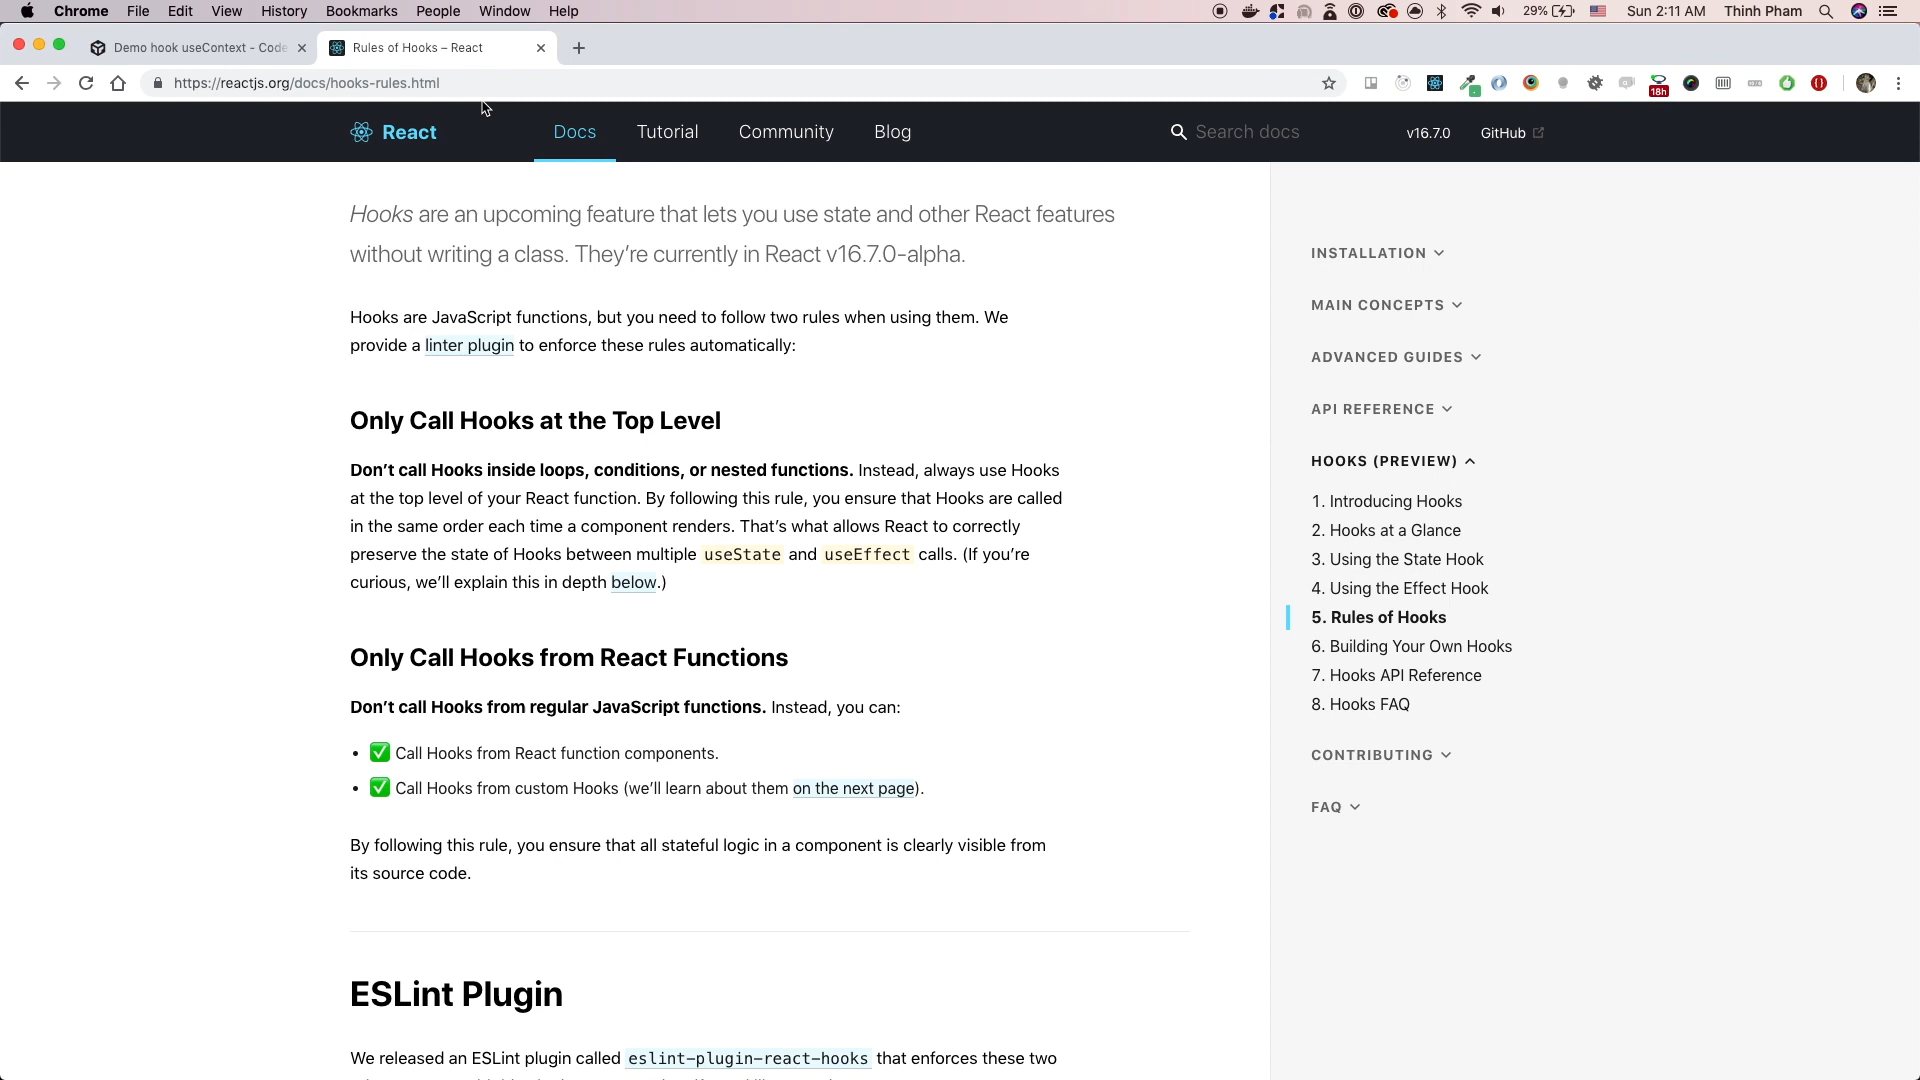 Chrome File Edit View History Bookmarks People Window Help 29% Sun 2:11 AM Thinh Pham
Demo hook useContext - Code Rules of Hooks – React
https://reactjs.org/docs/hooks-rules.html 18h
React Docs Tutorial Community Blog Search docs v16.7.0 GitHub
Hooks are an upcoming feature that lets you use state and other React features
without writing a class. They’re currently in React v16.7.0-alpha.
Hooks are JavaScript functions, but you need to follow two rules when using them. We
provide a linter plugin to enforce these rules automatically:
Only Call Hooks at the Top Level
Don’t call Hooks inside loops, conditions, or nested functions. Instead, always use Hooks
at the top level of your React function. By following this rule, you ensure that Hooks are called
in the same order each time a component renders. That’s what allows React to correctly
preserve the state of Hooks between multiple useState and useEffect calls. (If you’re
curious, we’ll explain this in depth below.)
Only Call Hooks from React Functions
Don’t call Hooks from regular JavaScript functions. Instead, you can:
• ✅ Call Hooks from React function components.
• ✅ Call Hooks from custom Hooks (we’ll learn about them on the next page).
By following this rule, you ensure that all stateful logic in a component is clearly visible from
its source code.
ESLint Plugin
We released an ESLint plugin called eslint-plugin-react-hooks that enforces these two
INSTALLATION
MAIN CONCEPTS
ADVANCED GUIDES
API REFERENCE
HOOKS (PREVIEW)
1. Introducing Hooks
2. Hooks at a Glance
3. Using the State Hook
4. Using the Effect Hook
5. Rules of Hooks
6. Building Your Own Hooks
7. Hooks API Reference
8. Hooks FAQ
CONTRIBUTING
FAQ